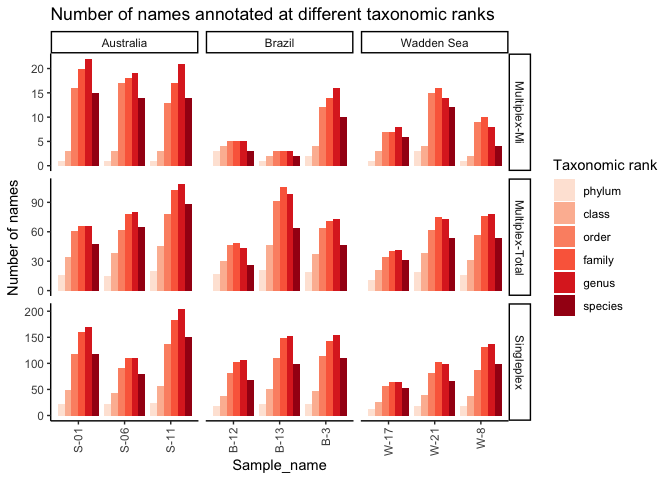 Number of names annotated at different taxonomic ranks
Australia
Brazil
Wadden Sea
Number of names
20
15
10
5
0
Multiplex-Mi
90
60
30
0
Multiplex-Total
200
150
100
50
0
Singleplex
S-01
S-06
S-11
B-12
B-13
B-3
W-17
W-21
W-8
Sample_name
Taxonomic rank
phylum
class
order
family
genus
species